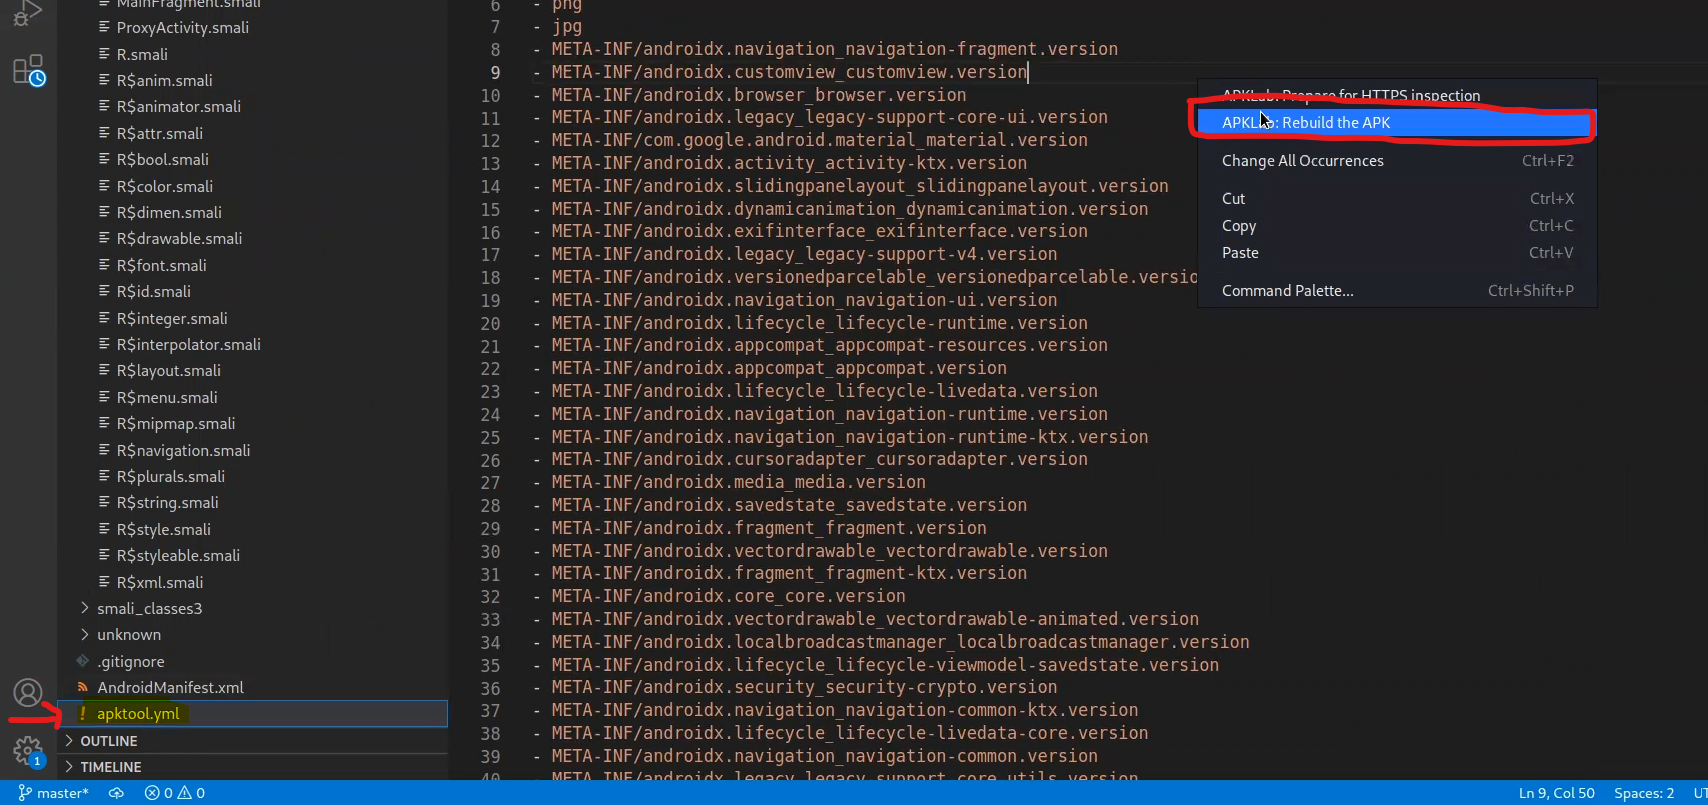 MainFragment.smali
ProxyActivity.smali
R.smali
R$anim.smali
R$animator.smali
R$attr.smali
R$bool.smali
R$color.smali
R$dimen.smali
R$drawable.smali
R$font.smali
R$id.smali
R$integer.smali
R$interpolator.smali
R$layout.smali
R$menu.smali
R$mipmap.smali
R$navigation.smali
R$plurals.smali
R$string.smali
R$style.smali
R$styleable.smali
R$xml.smali
smali_classes3
unknown
.gitignore
AndroidManifest.xml
! apktool.yml
OUTLINE
TIMELINE
6 - png
7 - jpg
8 - META-INF/androidx.navigation_navigation-fragment.version
9 - META-INF/androidx.customview_customview.version
10 - META-INF/androidx.browser_browser.version
11 - META-INF/androidx.legacy_legacy-support-core-ui.version
12 - META-INF/com.google.android.material_material.version
13 - META-INF/androidx.activity_activity-ktx.version
14 - META-INF/androidx.slidingpanelayout_slidingpanelayout.version
15 - META-INF/androidx.dynamicanimation_dynamicanimation.version
16 - META-INF/androidx.exifinterface_exifinterface.version
17 - META-INF/androidx.legacy_legacy-support-v4.version
18 - META-INF/androidx.versionedparcelable_versionedparcelable.versio
19 - META-INF/androidx.navigation_navigation-ui.version
20 - META-INF/androidx.lifecycle_lifecycle-runtime.version
21 - META-INF/androidx.appcompat_appcompat-resources.version
22 - META-INF/androidx.appcompat_appcompat.version
23 - META-INF/androidx.lifecycle_lifecycle-livedata.version
24 - META-INF/androidx.navigation_navigation-runtime.version
25 - META-INF/androidx.navigation_navigation-runtime-ktx.version
26 - META-INF/androidx.cursoradapter_cursoradapter.version
27 - META-INF/androidx.media_media.version
28 - META-INF/androidx.savedstate_savedstate.version
29 - META-INF/androidx.fragment_fragment.version
30 - META-INF/androidx.vectordrawable_vectordrawable.version
31 - META-INF/androidx.fragment_fragment-ktx.version
32 - META-INF/androidx.core_core.version
33 - META-INF/androidx.vectordrawable_vectordrawable-animated.version
34 - META-INF/androidx.localbroadcastmanager_localbroadcastmanager.version
35 - META-INF/androidx.lifecycle_lifecycle-viewmodel-savedstate.version
36 - META-INF/androidx.security_security-crypto.version
37 - META-INF/androidx.navigation_navigation-common-ktx.version
38 - META-INF/androidx.lifecycle_lifecycle-livedata-core.version
39 - META-INF/androidx.navigation_navigation-common.version
40 - META-INF/androidx.legacy_legacy-support-core-utils.version
APKLab: Prepare for HTTPS inspection
APKLab: Rebuild the APK
Change All Occurrences Ctrl+F2
Cut Ctrl+X
Copy Ctrl+C
Paste Ctrl+V
Command Palette... Ctrl+Shift+P
1
master* 0 0 Ln 9, Col 50 Spaces: 2 UT